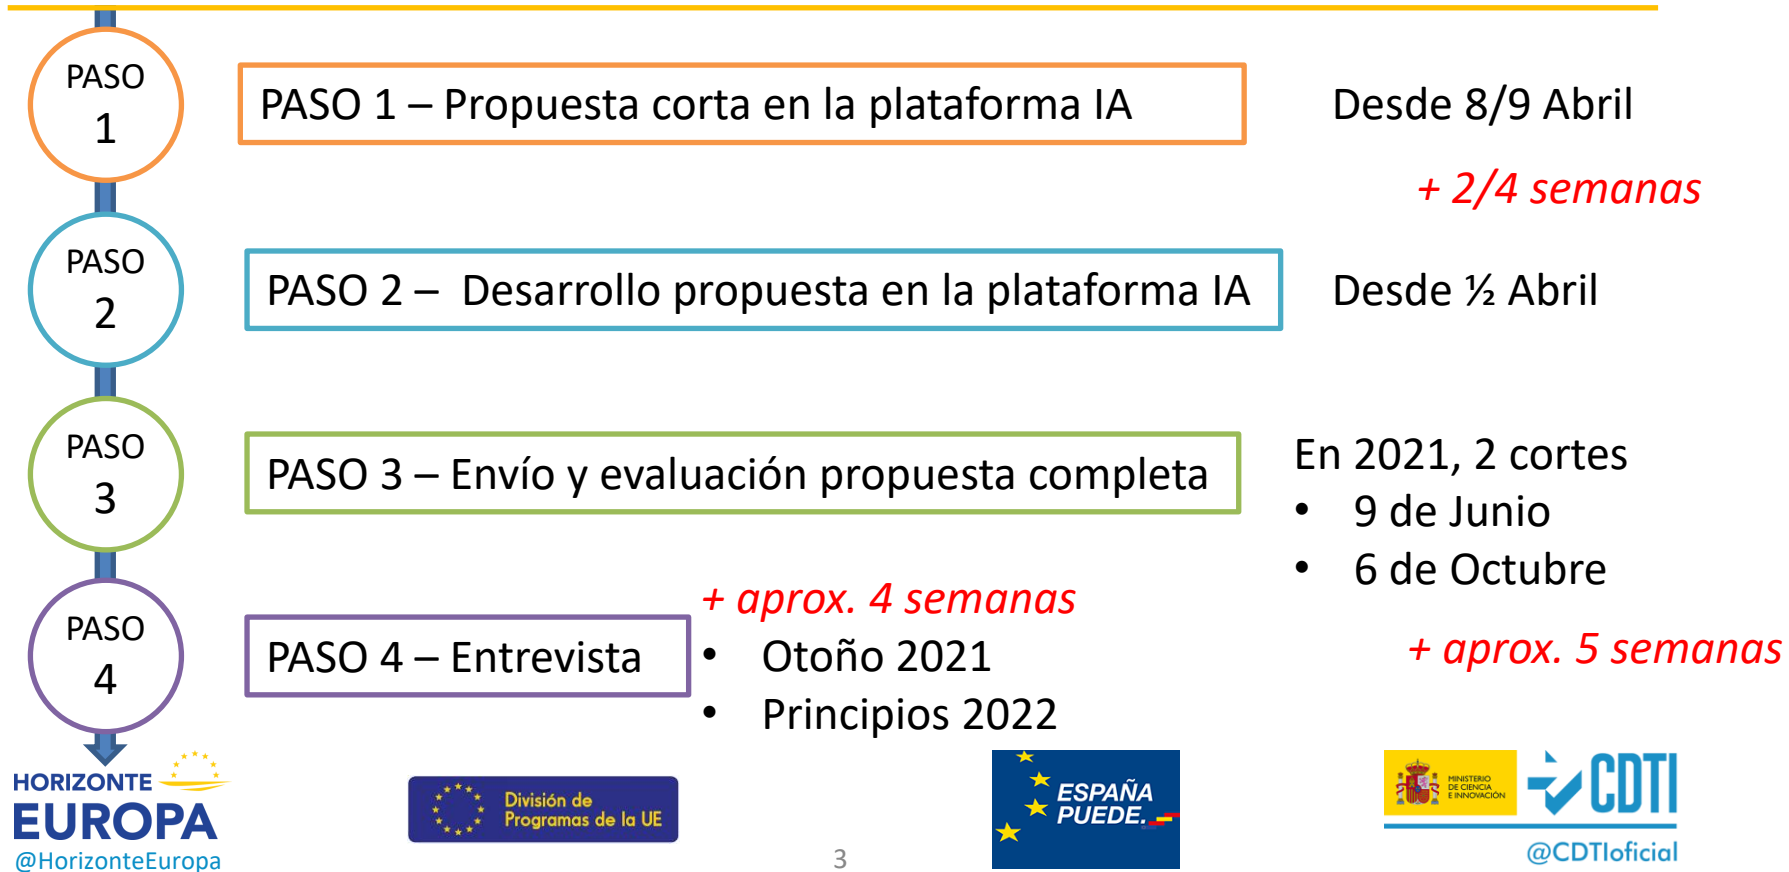 PASO
1
PASO 1 – Propuesta corta en la plataforma IA
Desde 8/9 Abril
+ 2/4 semanas
PASO
2
PASO 2 – Desarrollo propuesta en la plataforma IA
Desde ½ Abril
PASO
3
PASO 3 – Envío y evaluación propuesta completa
En 2021, 2 cortes
• 9 de Junio
• 6 de Octubre
+ aprox. 5 semanas
PASO
4
PASO 4 – Entrevista
+ aprox. 4 semanas
• Otoño 2021
• Principios 2022
HORIZONTE
EUROPA
@HorizonteEuropa
División de
Programas de la UE
3
ESPAÑA
PUEDE.
MINISTERIO
DE CIENCIA
E INNOVACIÓN
CDTI
@CDTIoficial